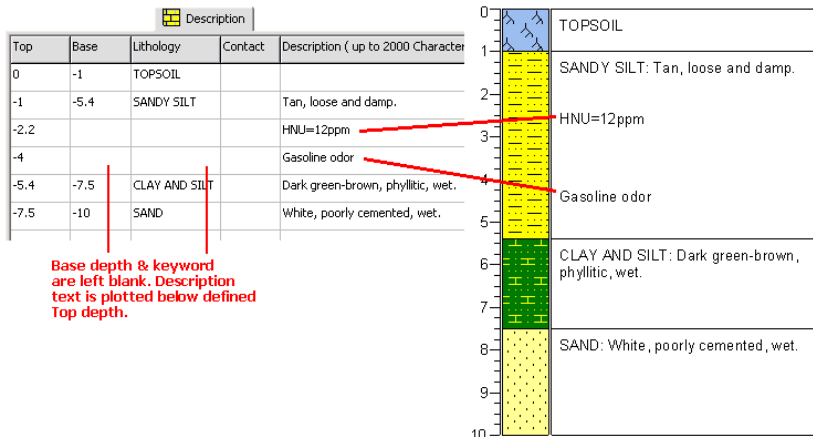 Description
Top Base Lithology Contact Description ( up to 2000 Character
0 -1 TOPSOIL
-1 -5.4 SANDY SILT Tan, loose and damp.
-2.2 HNU=12ppm
-4 Gasoline odor
-5.4 -7.5 CLAY AND SILT Dark green-brown, phyllitic, wet.
-7.5 -10 SAND White, poorly cemented, wet.
Base depth & keyword
are left blank. Description
text is plotted below defined
Top depth.
0
TOPSOIL
1
SANDY SILT: Tan, loose and damp.
2
HNU=12ppm
3
4
Gasoline odor
5
CLAY AND SILT: Dark green-brown,
6
phyllitic, wet.
7
SAND: White, poorly cemented, wet.
8
9
10